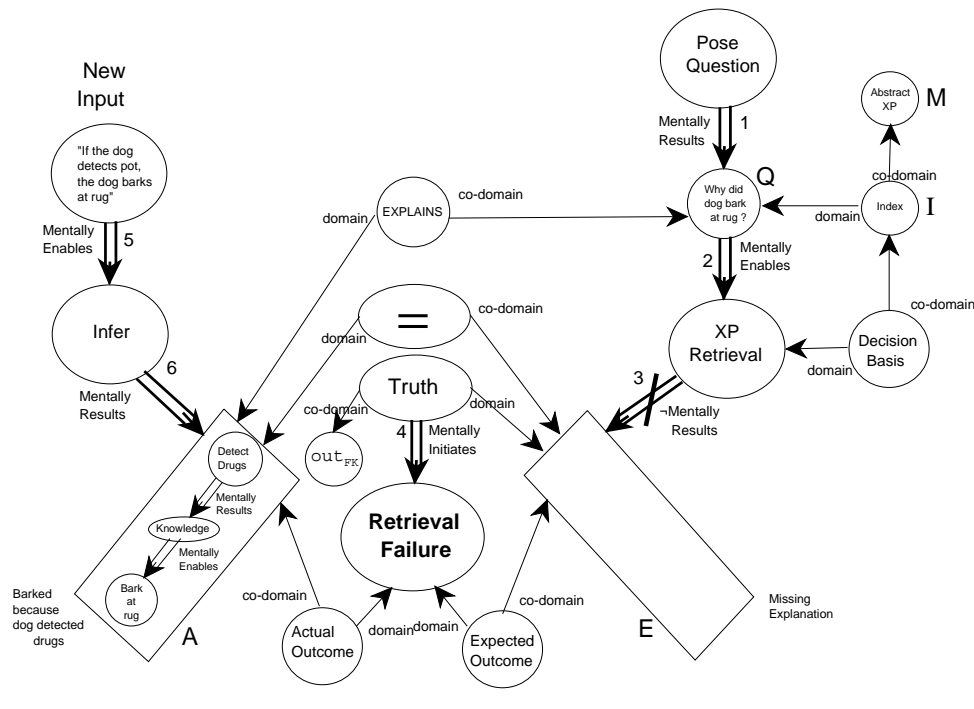 Pose
Question
New
Input
Abstract
XP
M
Mentally
Results
1
"If the dog
detects pot,
the dog barks
at rug"
co-domain
Q
Why did
dog bark
at rug ?
Index
I
domain
EXPLAINS
co-domain
domain
Mentally
Enables
5
2
Mentally
Enables
=
co-domain
domain
co-domain
Infer
XP
Retrieval
Decision
Basis
domain
6
Mentally
Results
Truth
co-domain
domain
3
¬Mentally
Results
4
Mentally
Initiates
out FK
Detect
Drugs
Mentally
Results
Knowledge
Mentally
Enables
Bark
at
rug
Retrieval
Failure
Barked
because
dog detected
drugs
A
co-domain
Actual
Outcome
domain
domain
Expected
Outcome
co-domain
E
Missing
Explanation